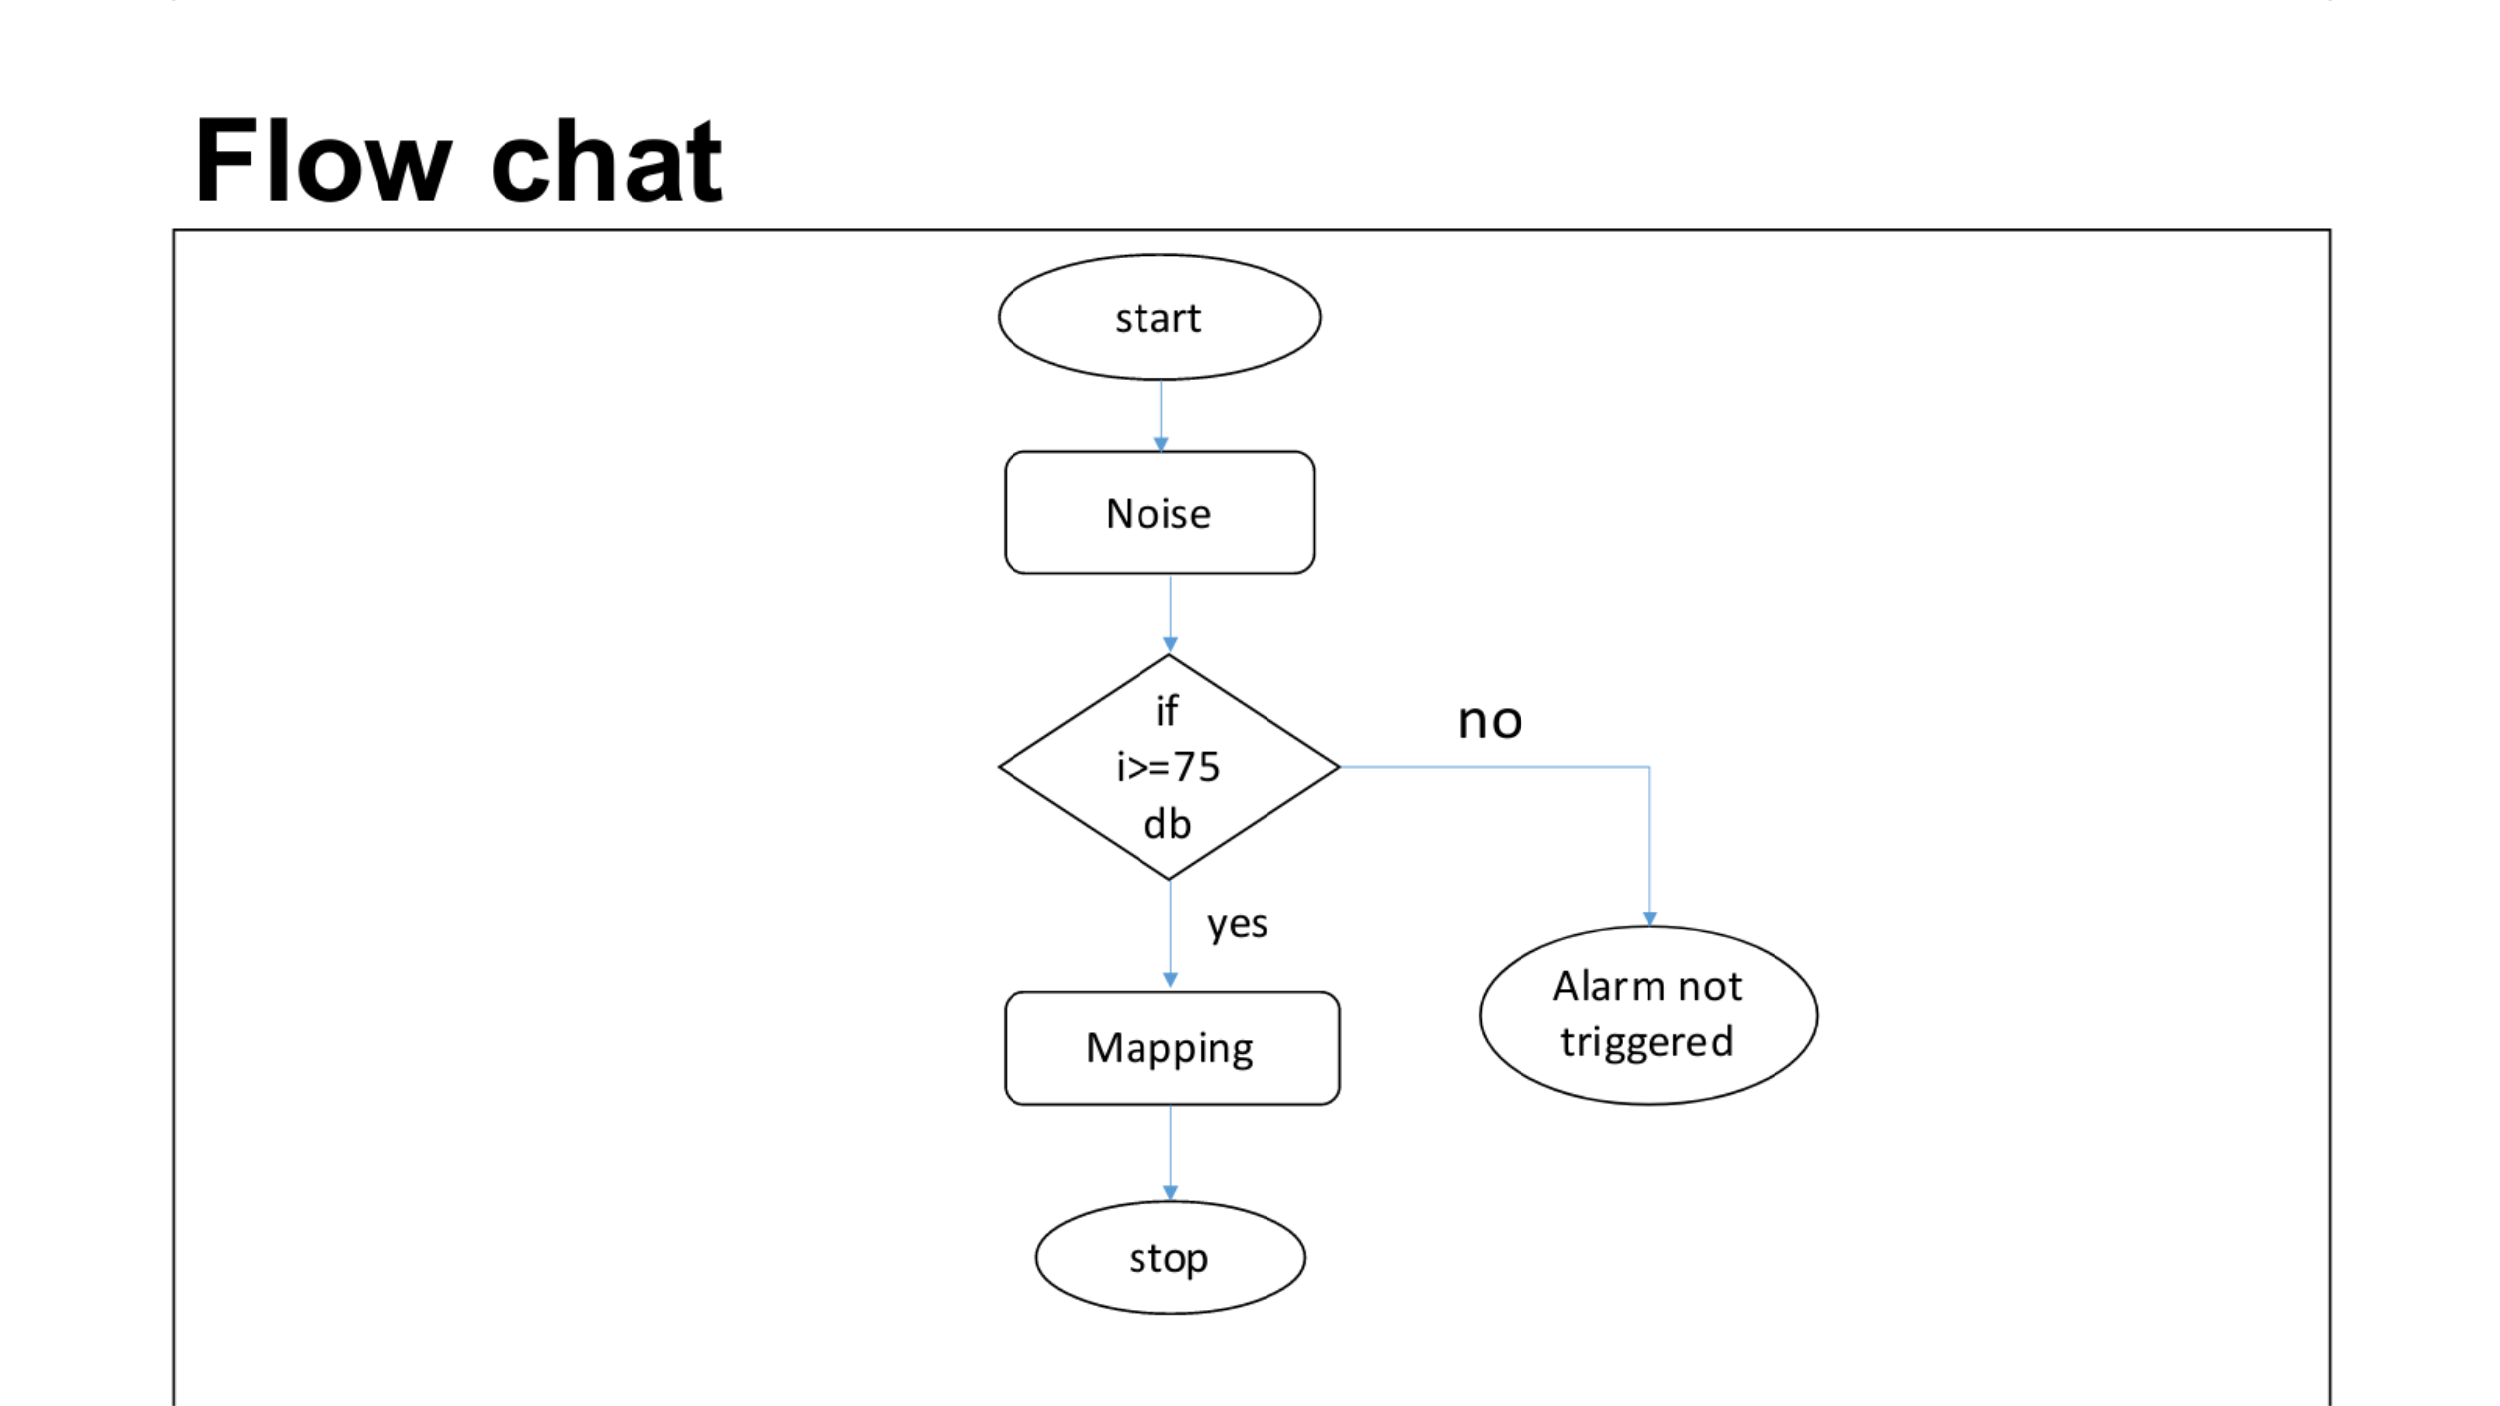 Flow chat
start
Noise
if
i>=75
db
no
yes
Mapping
Alarm not
triggered
stop